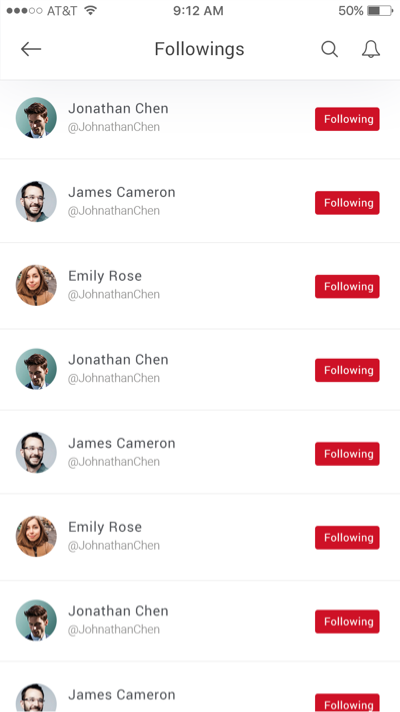 AT&T 9:12 AM 50%
Followings
Jonathan Chen
@JohnathanChen
Following
James Cameron
@JohnathanChen
Following
Emily Rose
@JohnathanChen
Following
Jonathan Chen
@JohnathanChen
Following
James Cameron
@JohnathanChen
Following
Emily Rose
@JohnathanChen
Following
Jonathan Chen
@JohnathanChen
Following
James Cameron
Following